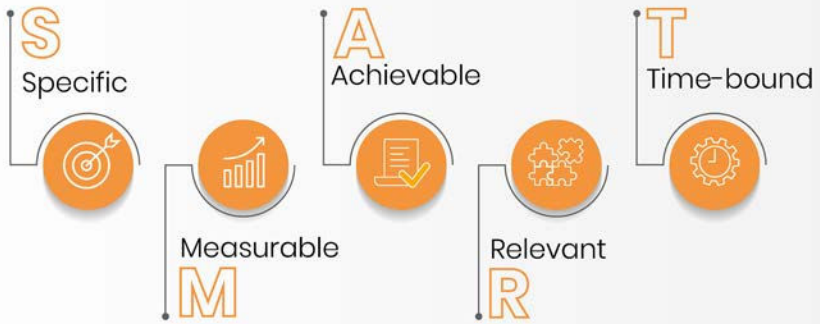 S
Specific
M
Measurable
A
Achievable
R
Relevant
T
Time-bound